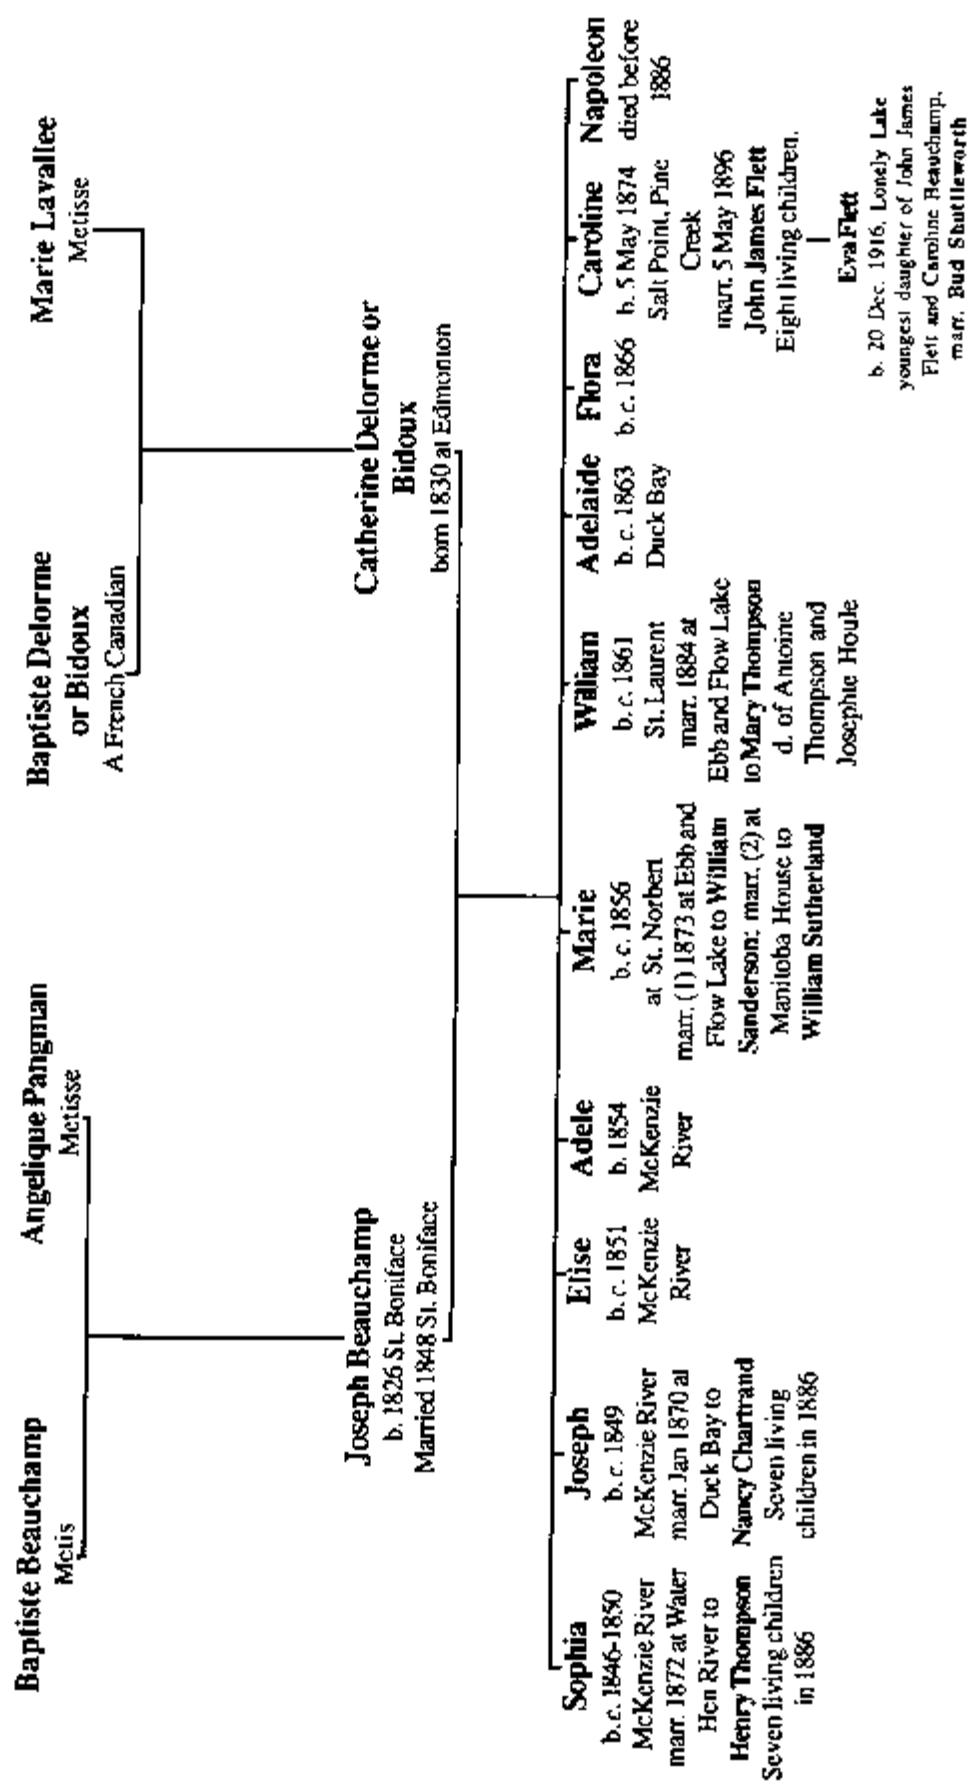 Baptiste Beauchamp
Metis
Angelique Pangman
Metisse
Baptiste Delorme
or Bidoux
A French Canadian
Marie Lavallee
Metisse
Joseph Beauchamp
b. 1826 St. Boniface
Married 1848 St. Boniface
Catherine Delorme or
Bidoux
born 1830 at Edmonton
Sophia
b.c. 1846-1850
McKenzie River
marr. 1872 at Water
Hen River to
Henry Thompson
Seven living children
in 1886
Joseph
b.c. 1849
McKenzie River
marr. Jan 1870 at
Duck Bay to
Nancy Chartrand
Seven living
children in 1886
Elise
b.c. 1851
McKenzie
River
Adele
b. 1854
McKenzie
River
Marie
b.c. 1856
at St. Norbert
marr. (1) 1873 at Ebb and
Flow Lake to William
Sanderson: marr. (2) at
Manitoba House to
William Sutherland
William
b.c. 1861
St. Laurent
marr. 1884 at
Ebb and Flow Lake
to Mary Thompson
d. of Antoine
Thompson and
Josephte Houle
Adelaide
b.c. 1863
Duck Bay
Flora
b.c. 1866
Caroline
b. 5 May 1874
Salt Point, Pine
Creek
marr. 5 May 1896
John James Flett
Eight living children.
Eva Flett
b. 20 Dec. 1916, Lonely Lake
youngest daughter of John James
Flett and Caroline Beauchamp,
marr. Bud Shuttleworth
Napoleon
died before
1886